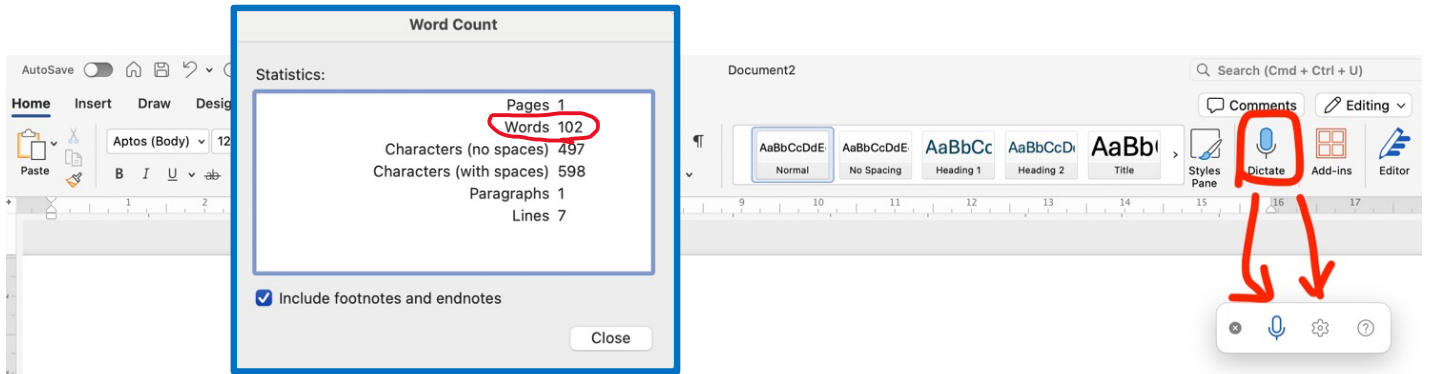 Word Count
Statistics:
Pages 1
Words 102
Characters (no spaces) 497
Characters (with spaces) 598
Paragraphs 1
Lines 7
Include footnotes and endnotes
Close
AutoSave
Document2
Search (Cmd + Ctrl + U)
Home Insert Draw Desig
Comments Editing
Aptos (Body) 12
Paste
B I U ab
¶
AaBbCcDdE AaBbCcDdE AaBbCc AaBbCcDc AaBb(
Normal No Spacing Heading 1 Heading 2 Title
Styles Pane
Dictate
Add-ins
Editor
1 2 9 10 11 12 13 14 15 16 17